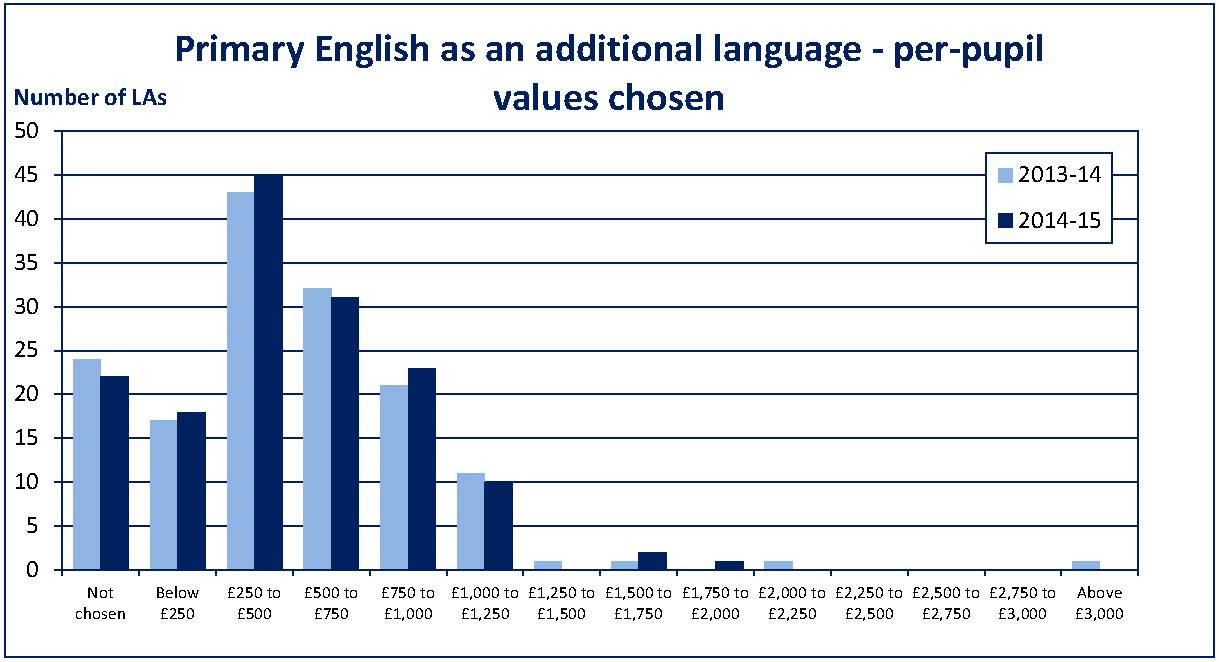 Primary English as an additional language - per-pupil
values chosen
Number of LAs
50
45
40
35
30
25
20
15
10
5
0
2013-14
2014-15
Not
chosen
Below
£250
£250 to
£500
£500 to
£750
£750 to
£1,000
£1,000 to
£1,250
£1,250 to
£1,500
£1,500 to
£1,750
£1,750 to
£2,000
£2,000 to
£2,250
£2,250 to
£2,500
£2,500 to
£2,750
£2,750 to
£3,000
Above
£3,000